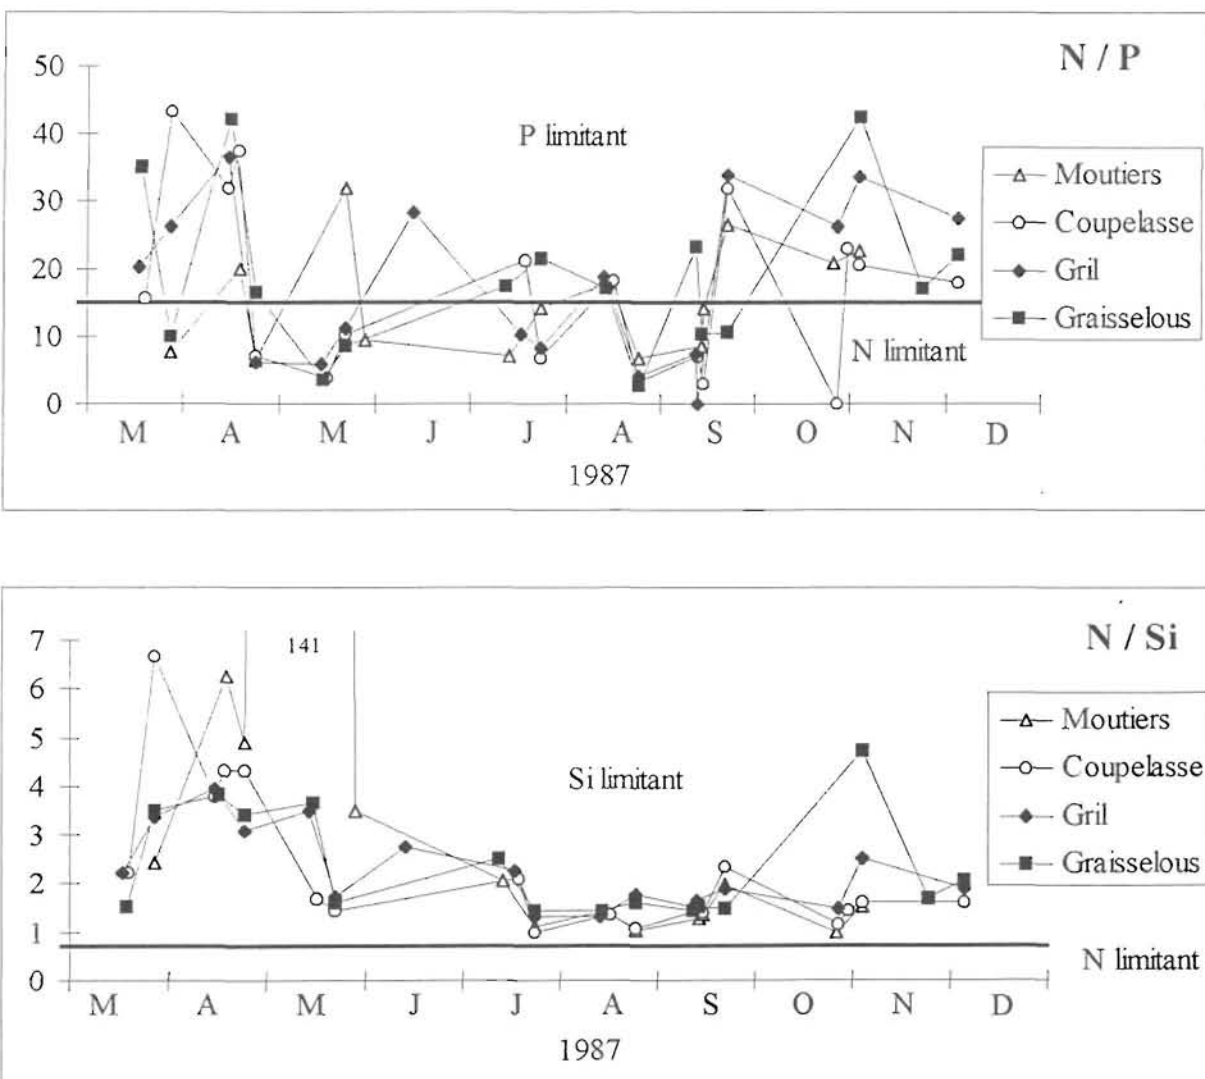 N / P
50
40
30
20
10
0
P limitant
N limitant
Moutiers
Coupelasse
Gril
Graisselous
M A M J J A S O N D
1987
N / Si
7
6
5
4
3
2
1
0
141
Si limitant
N limitant
Moutiers
Coupelasse
Gril
Graisselous
M A M J J A S O N D
1987